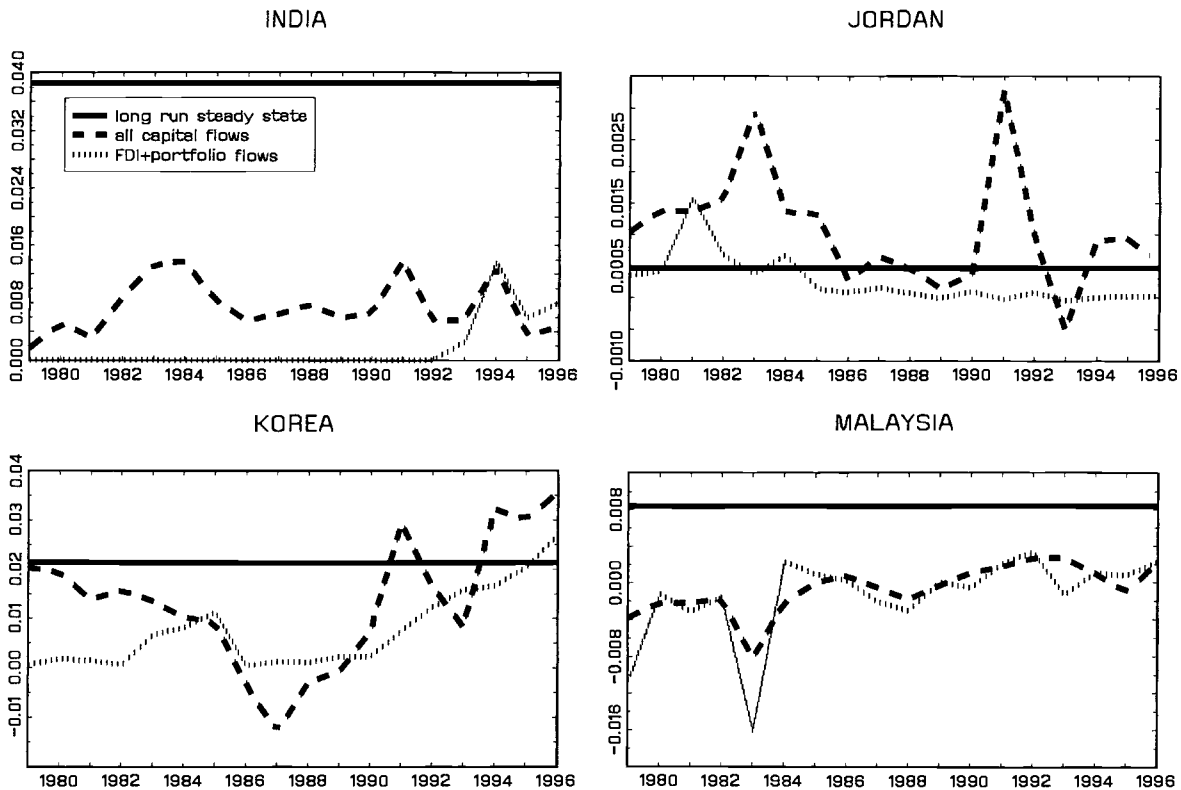 INDIA
0.040
0.032
0.024
0.016
0.008
0.000
long run steady state
all capital flows
FDI+portfolio flows
1980 1982 1984 1986 1988 1990 1992 1994 1996
JORDAN
0.0025
0.0015
0.0005
-0.0010
1980 1982 1984 1986 1988 1990 1992 1994 1996
KOREA
0.04
0.03
0.02
0.01
0.00
-0.01
1980 1982 1984 1986 1988 1990 1992 1994 1996
MALAYSIA
0.008
0.000
-0.008
-0.016
1980 1982 1984 1986 1988 1990 1992 1994 1996